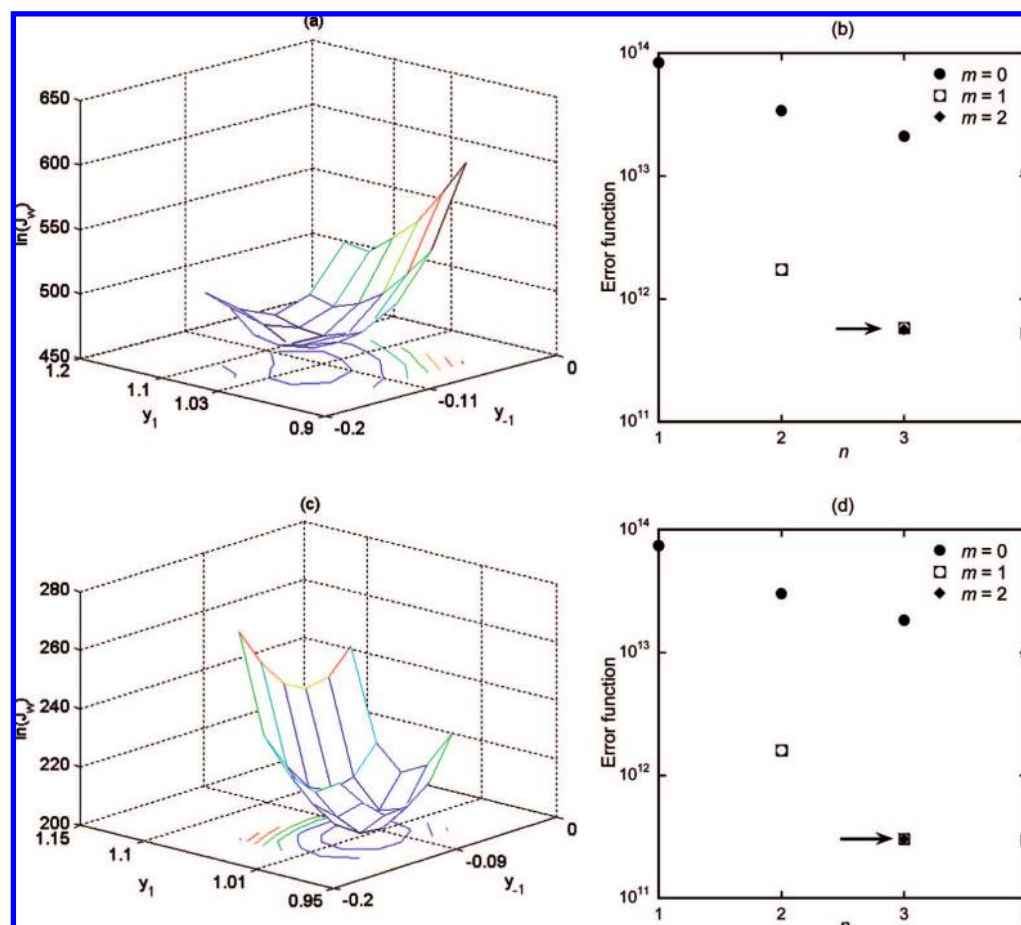 (a)
650
600
550
500
450
ln(J_w)
1.2
1.1
1.03
0.9
y_1
-0.2
-0.11
0
y_-1
(b)
10^14
10^13
10^12
10^11
Error function
1
2
3
n
m = 0
m = 1
m = 2
(c)
280
260
240
220
200
ln(J_w)
1.15
1.1
1.01
0.95
y_1
-0.2
-0.09
0
y_-1
(d)
10^14
10^13
10^12
10^11
Error function
1
2
3
n
m = 0
m = 1
m = 2